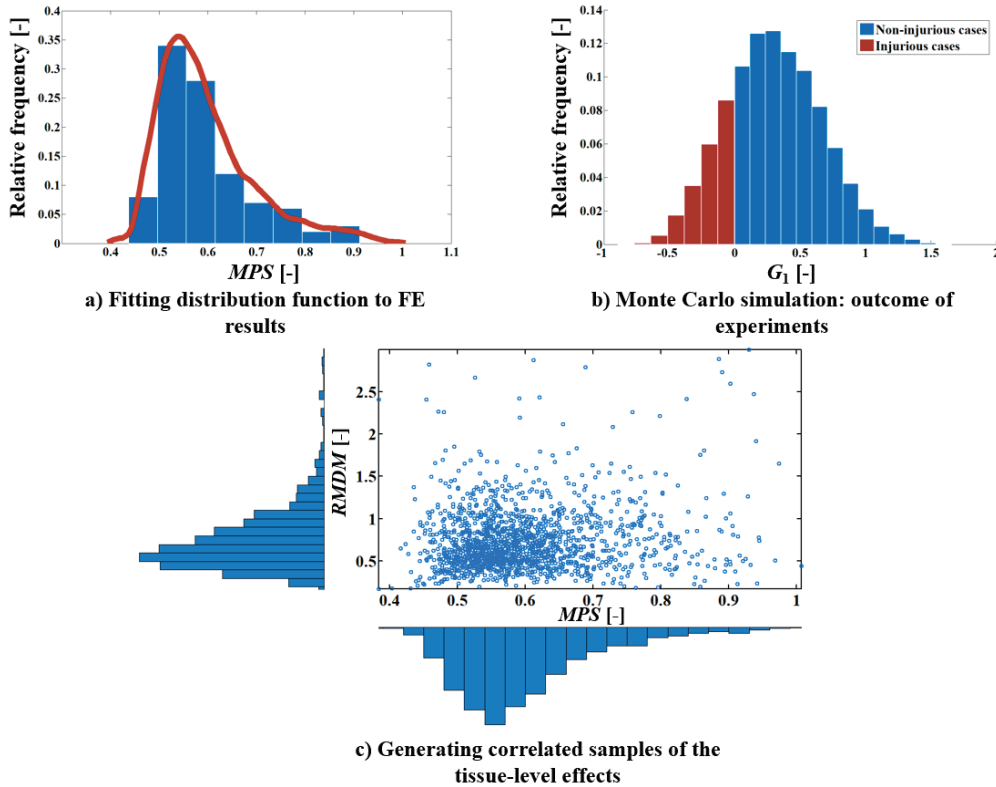 0.4
0.35
0.3
0.25
0.2
0.15
0.1
0.05
0
Relative frequency [-]
0.4 0.5 0.6 0.7 0.8 0.9 1 1.1
MPS [-]
a) Fitting distribution function to FE
results
0.14
0.12
0.10
0.08
0.06
0.04
0.02
0
Relative frequency [-]
Non-injurious cases
Injurious cases
-1 -0.5 0 0.5 1 1.5 2
G₁ [-]
b) Monte Carlo simulation: outcome of
experiments
2.5
2
1.5
1
0.5
RMDM [-]
0.4 0.5 0.6 0.7 0.8 0.9 1
MPS [-]
c) Generating correlated samples of the
tissue-level effects